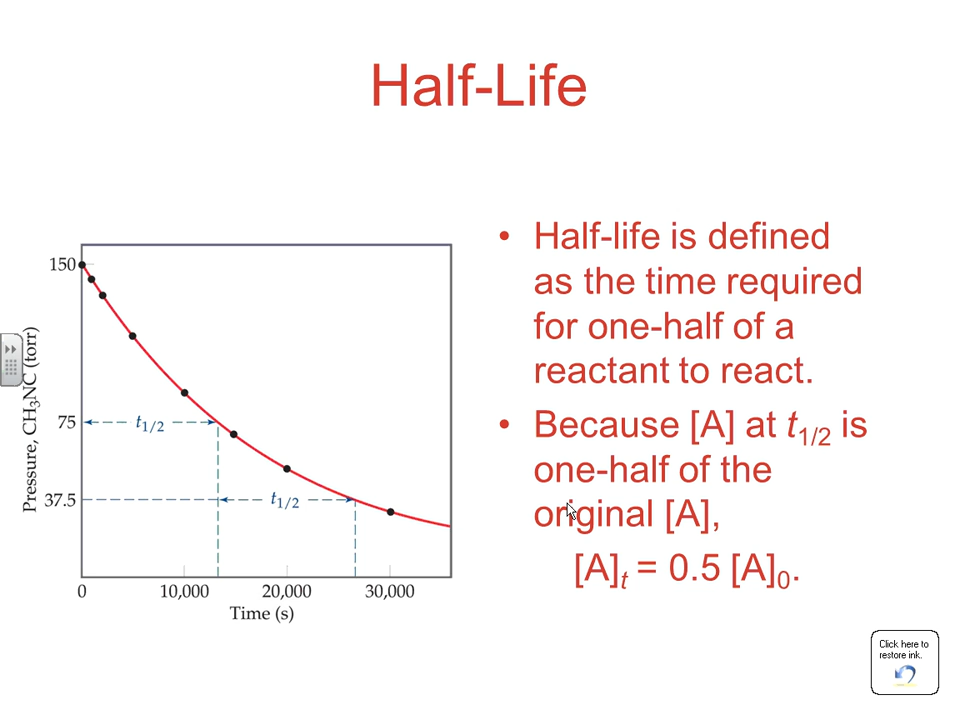 Half-Life
150
75
37.5
Pressure, CH₃NC (torr)
t₁/₂
t₁/₂
0 10,000 20,000 30,000
Time (s)
• Half-life is defined
as the time required
for one-half of a
reactant to react.
• Because [A] at t₁/₂ is
one-half of the
original [A],
[A]ₜ = 0.5 [A]₀.
Click here to
restore ink.